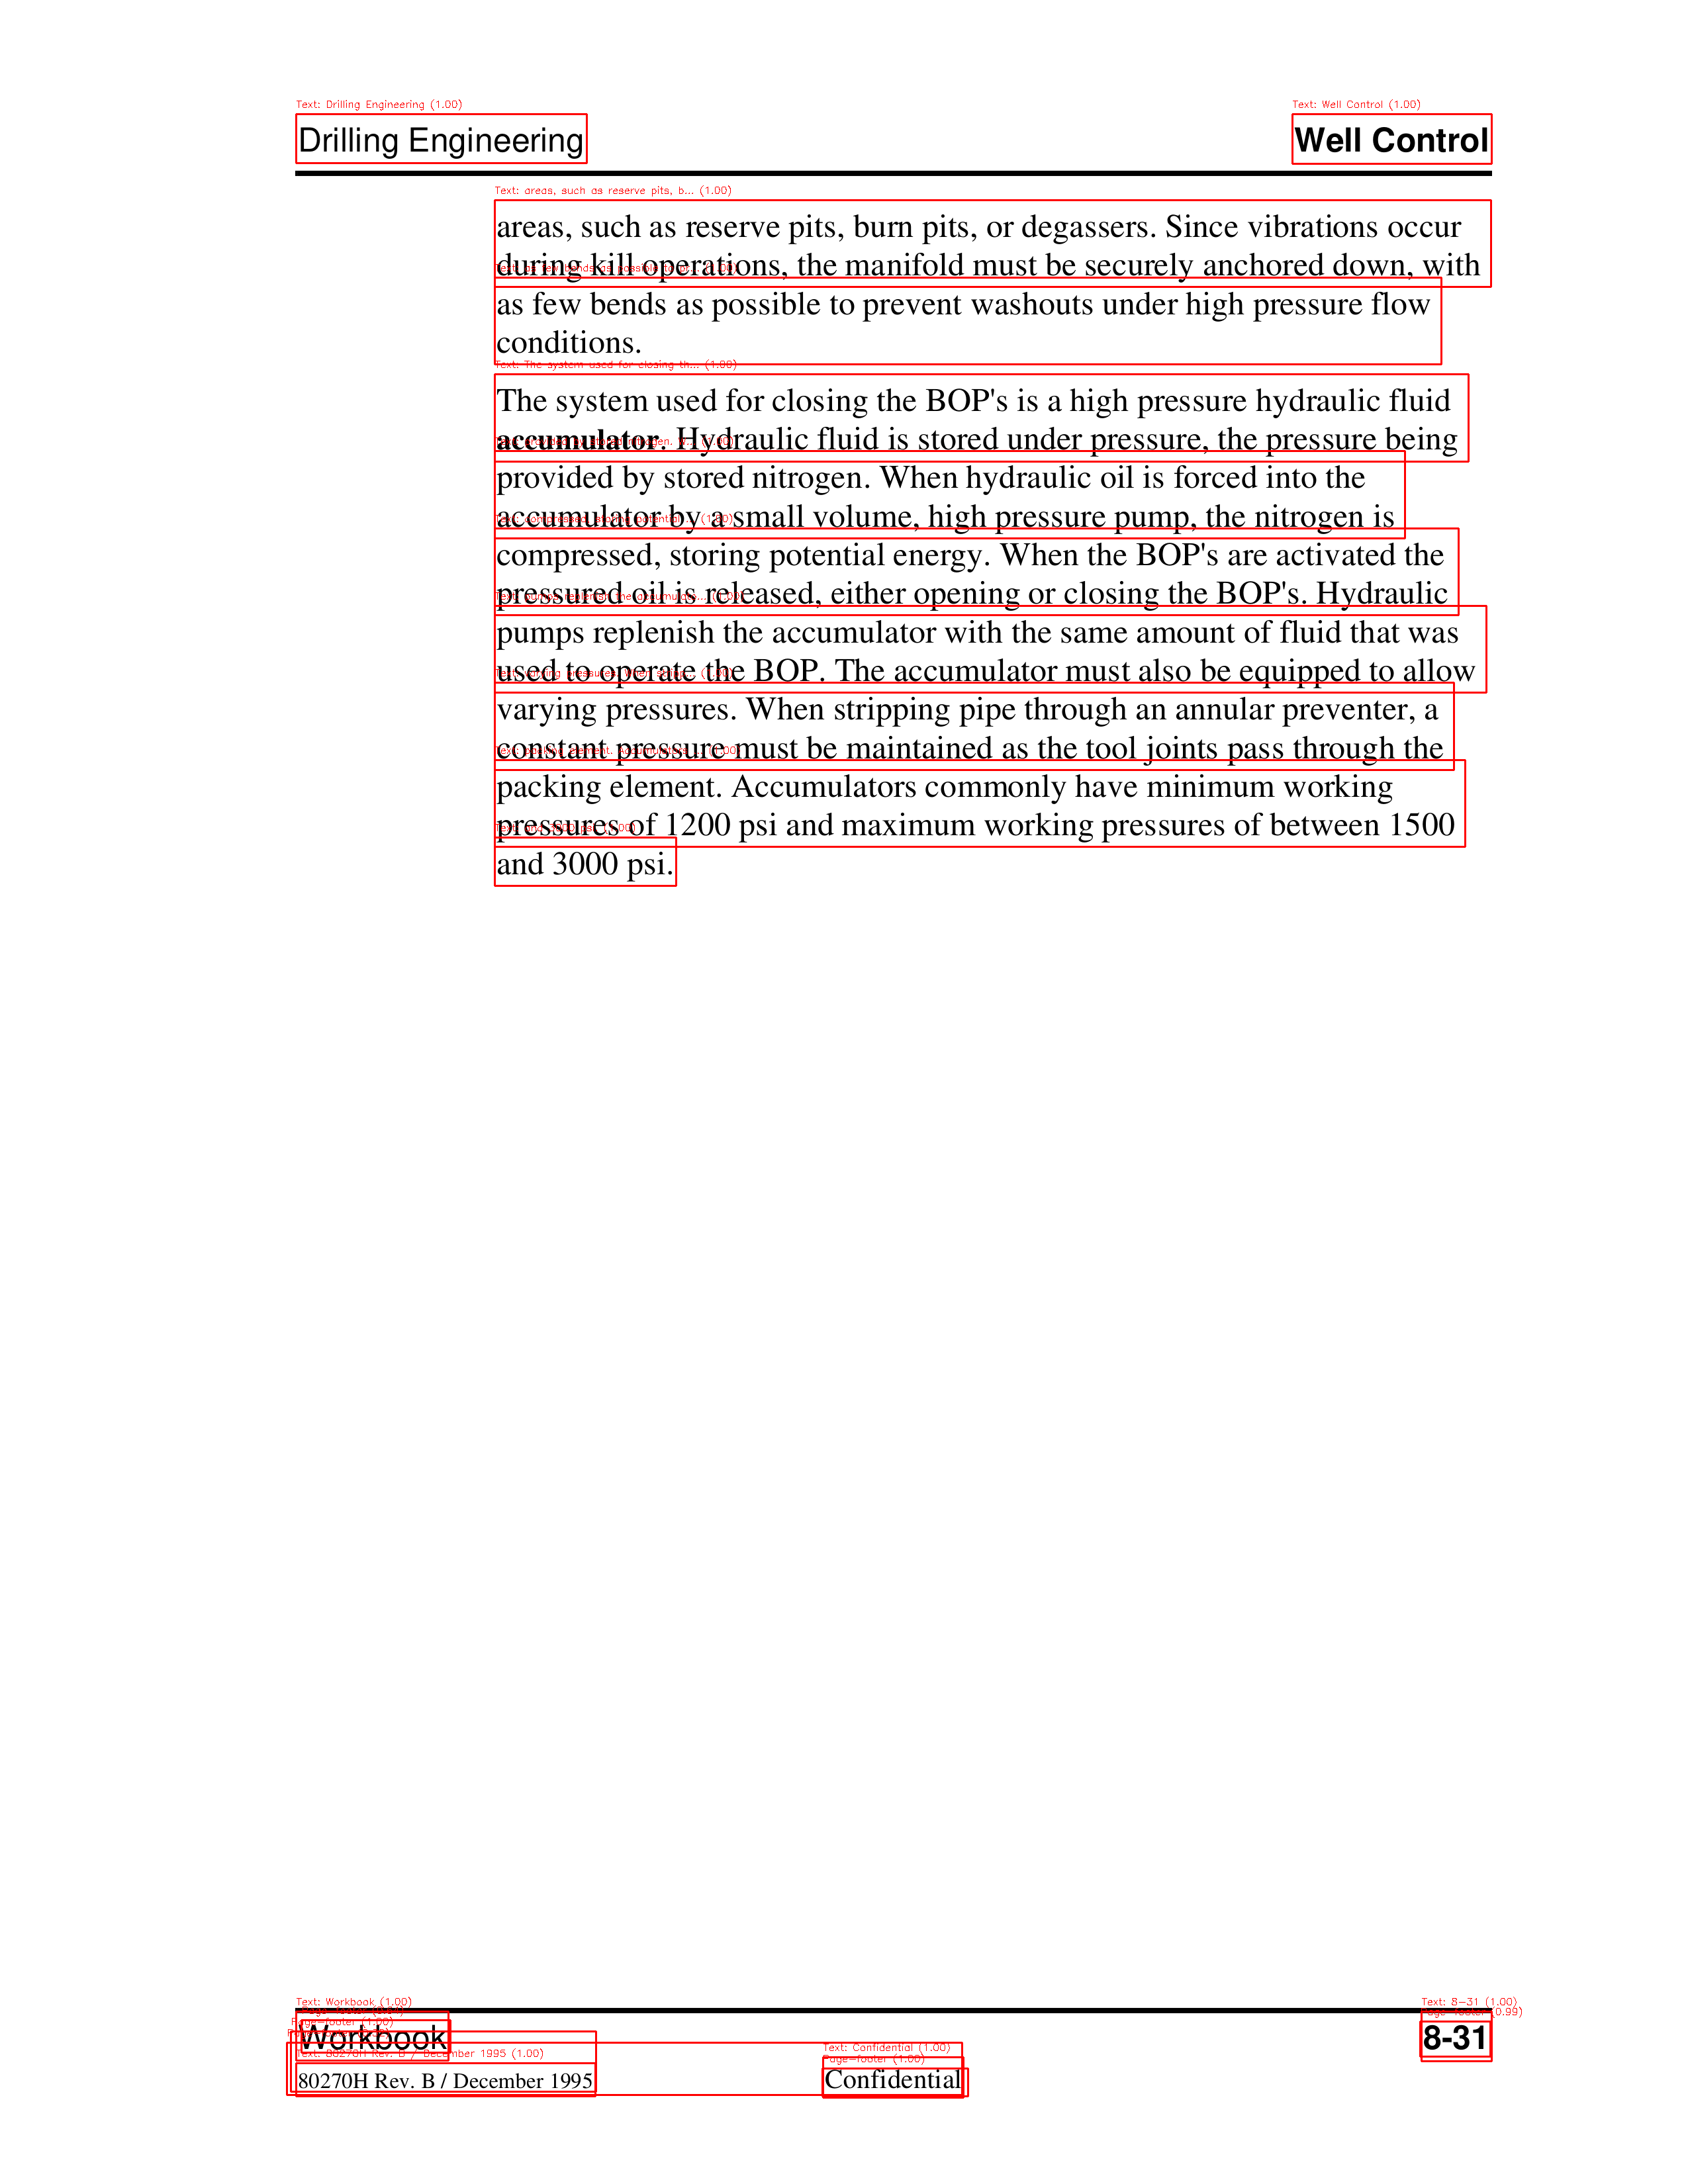 Text: Drilling Engineering (1.00)
Text: Well Control (1.00)
Drilling Engineering
Well Control
Text: areas, such as reserve pits, b... (1.00)
areas, such as reserve pits, burn pits, or degassers. Since vibrations occur
during kill operations, the manifold must be securely anchored down, with
as few bends as possible to prevent washouts under high pressure flow
conditions.
Text: The system used for closing th... (1.00)
The system used for closing the BOP's is a high pressure hydraulic fluid
accumulator. Hydraulic fluid is stored under pressure, the pressure being
provided by stored nitrogen. When hydraulic oil is forced into the
accumulator by a small volume, high pressure pump, the nitrogen is
compressed, storing potential energy. When the BOP's are activated the
pressured oil is released, either opening or closing the BOP's. Hydraulic
pumps replenish the accumulator with the same amount of fluid that was
used to operate the BOP. The accumulator must also be equipped to allow
varying pressures. When stripping pipe through an annular preventer, a
constant pressure must be maintained as the tool joints pass through the
packing element. Accumulators commonly have minimum working
pressures of 1200 psi and maximum working pressures of between 1500
and 3000 psi.
Text: Workbook (1.00)
Text: 8-31 (1.00)
Page-footer (0.99)
Page-footer (1.00)
Workbook
8-31
Text: 80270H Rev. B / December 1995 (1.00)
Text: Confidential (1.00)
Page-footer (1.00)
80270H Rev. B / December 1995
Confidential